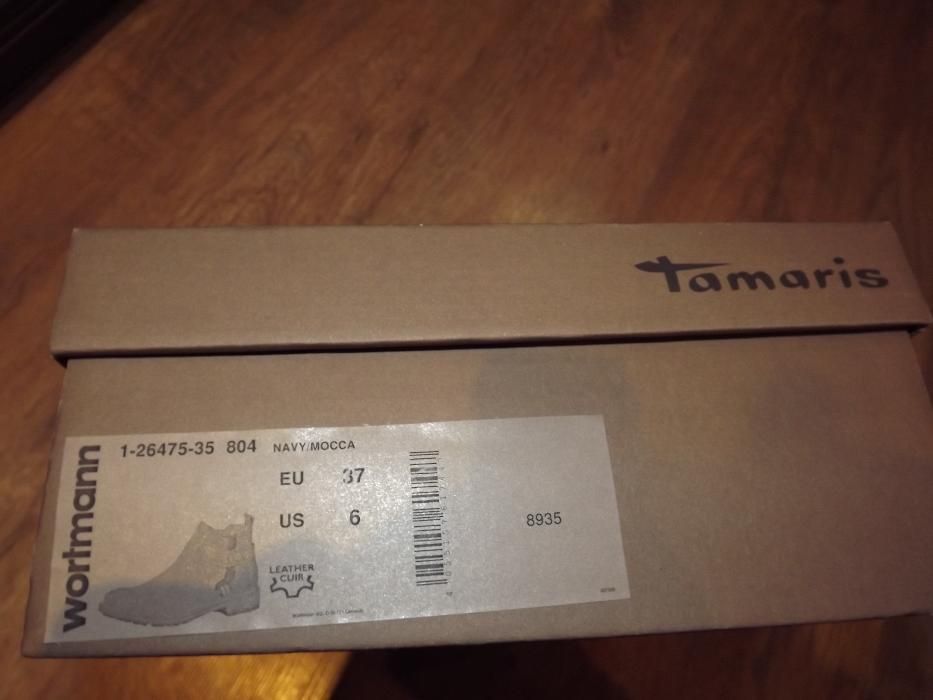 Tamaris
wortmann
1-26475-35 804 NAVY/MOCCA
EU 37
US 6
8935
LEATHER
CUIR